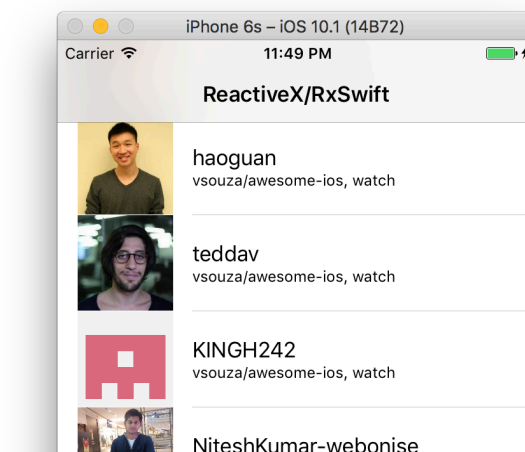 iPhone 6s – iOS 10.1 (14B72)
Carrier 11:49 PM
ReactiveX/RxSwift
haoguan
vsouza/awesome-ios, watch
teddav
vsouza/awesome-ios, watch
KINGH242
vsouza/awesome-ios, watch
NiteshKumar-webonise